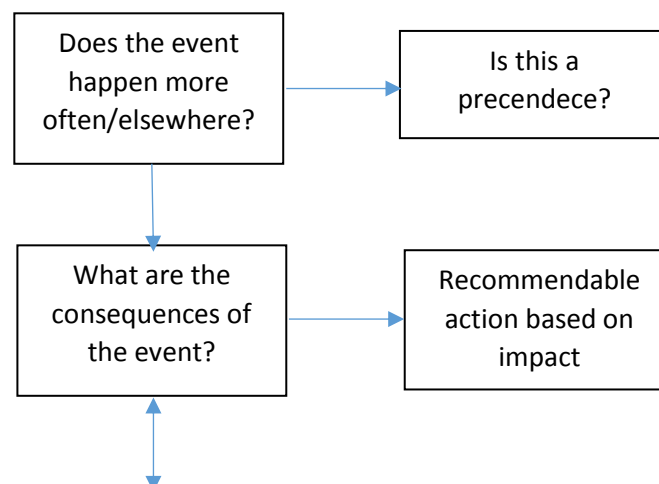 Does the event
happen more
often/elsewhere?
Is this a
precendece?
What are the
consequences of
the event?
Recommendable
action based on
impact